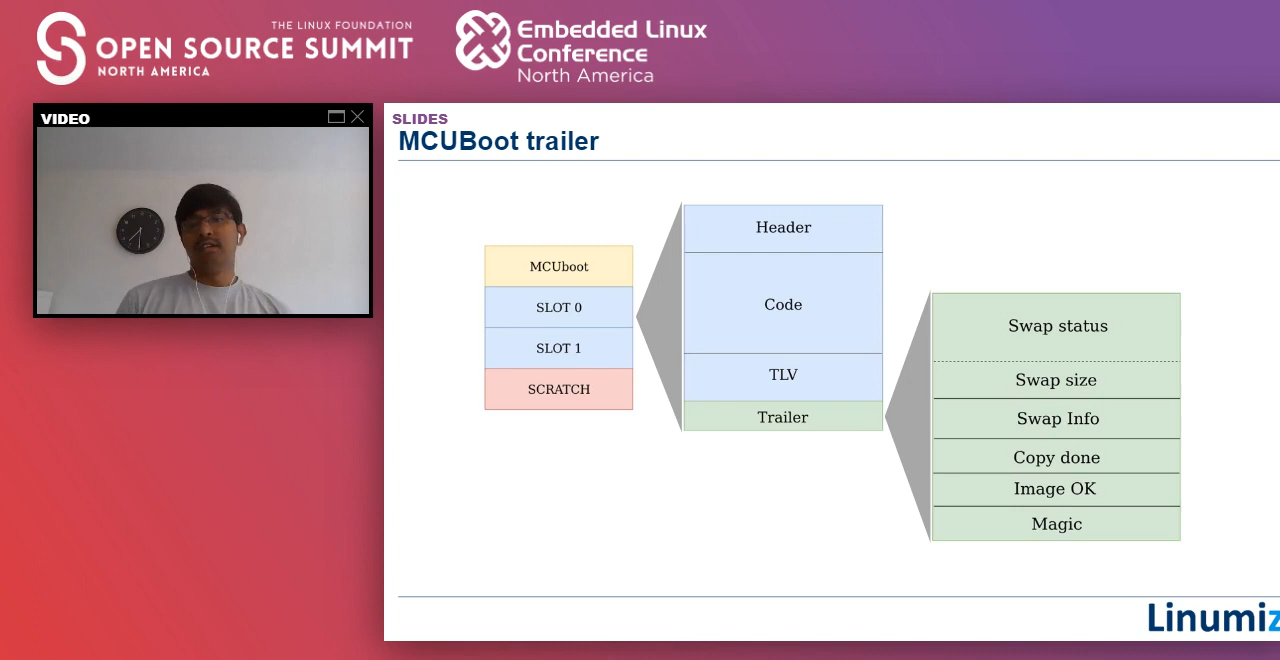 THE LINUX FOUNDATION
OPEN SOURCE SUMMIT
NORTH AMERICA
Embedded Linux
Conference
North America
VIDEO
SLIDES
MCUBoot trailer
MCUboot
SLOT 0
SLOT 1
SCRATCH
Header
Code
TLV
Trailer
Swap status
Swap size
Swap Info
Copy done
Image OK
Magic
Linumiz